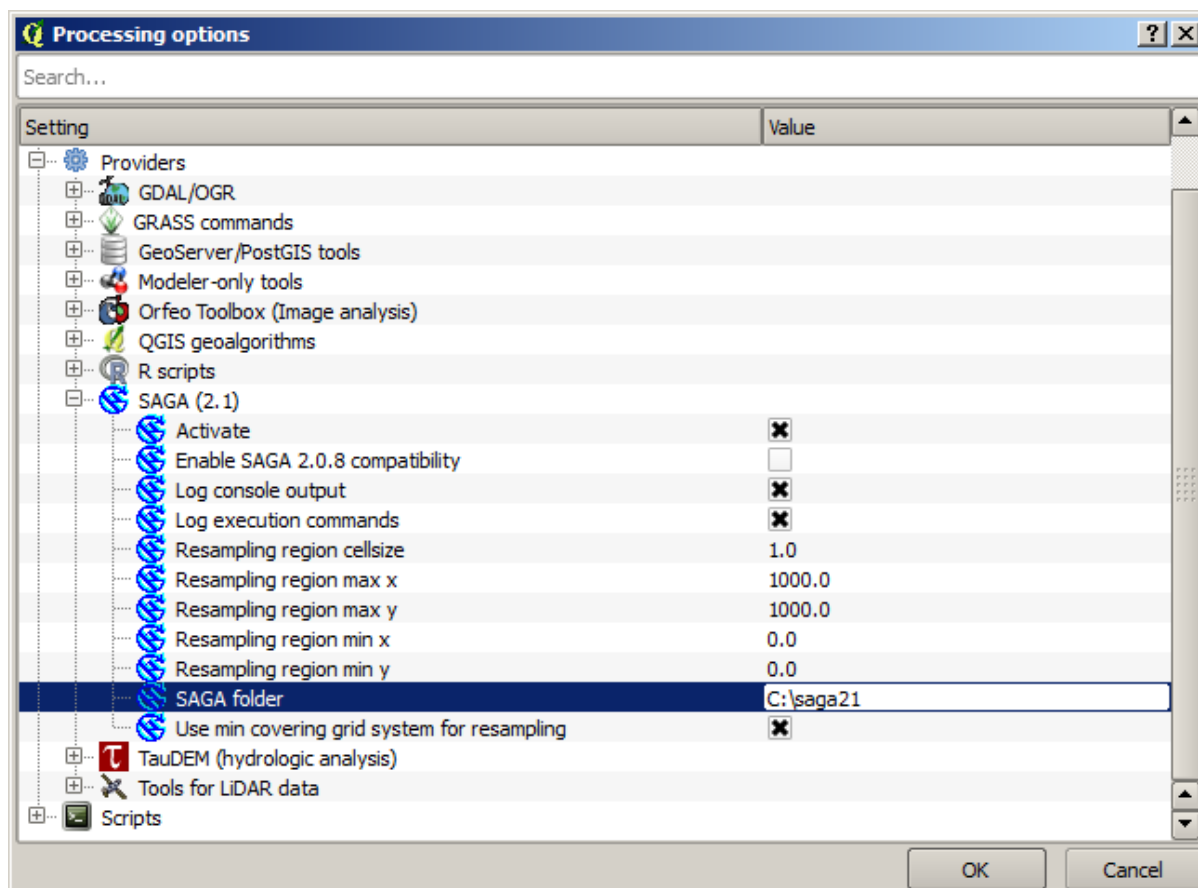 Processing options
Search...
Setting Value
Providers
GDAL/OGR
GRASS commands
GeoServer/PostGIS tools
Modeler-only tools
Orfeo Toolbox (Image analysis)
QGIS geoalgorithms
R scripts
SAGA (2.1)
Activate
Enable SAGA 2.0.8 compatibility
Log console output
Log execution commands
Resampling region cellsize 1.0
Resampling region max x 1000.0
Resampling region max y 1000.0
Resampling region min x 0.0
Resampling region min y 0.0
SAGA folder C:\saga21
Use min covering grid system for resampling
TauDEM (hydrologic analysis)
Tools for LiDAR data
Scripts
OK Cancel